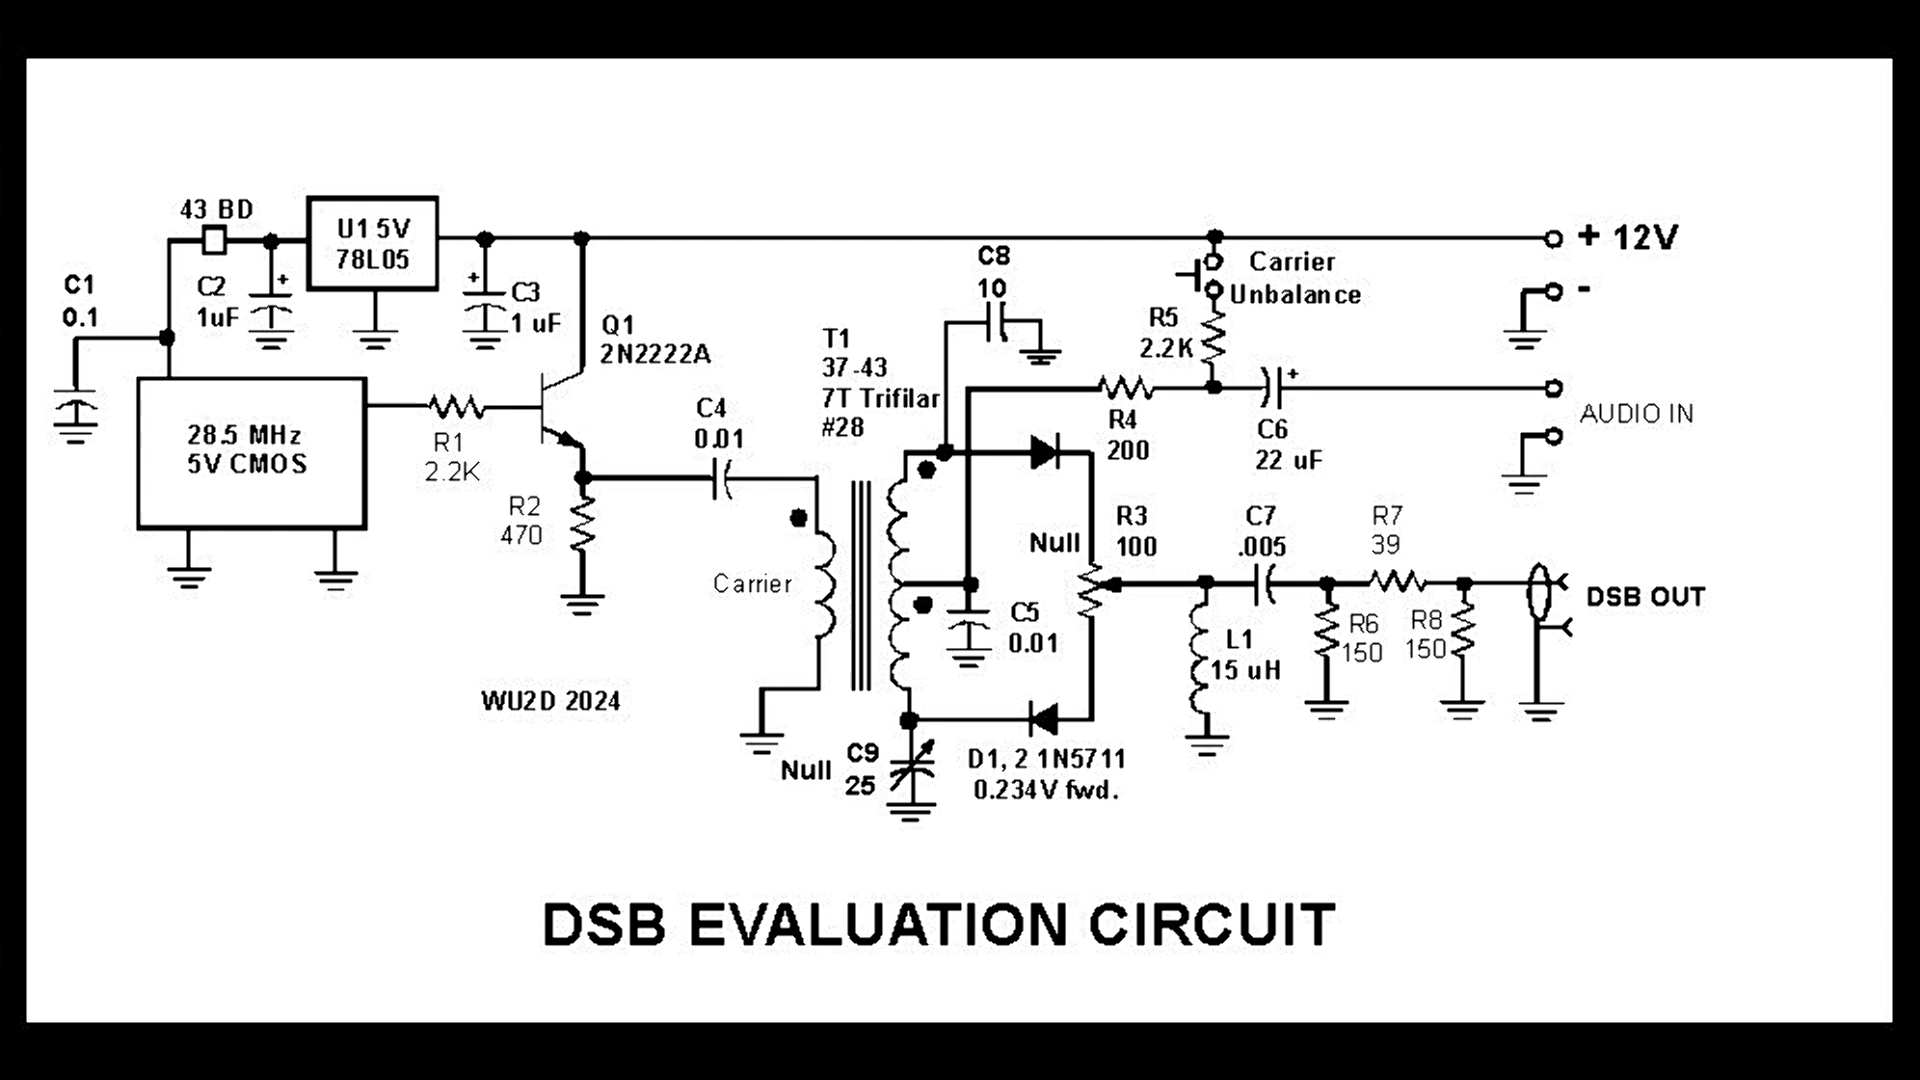 43 BD
U1 5V
78L05
C1
0.1
C2
1uF
+
+
C3
1 uF
Q1
2N2222A
28.5 MHz
5V CMOS
R1
2.2K
R2
470
C4
0.01
T1
37-43
7T Trifilar
#28
C8
10
Carrier
Unbalance
+ 12V
-
R5
2.2K
+
R4
200
C6
22 uF
AUDIO IN
Carrier
Null
R3
100
C7
.005
R7
39
DSB OUT
C5
0.01
L1
15 uH
R6
150
R8
150
WU2D 2024
Null
C9
25
D1, 2 1N5711
0.234V fwd.
DSB EVALUATION CIRCUIT